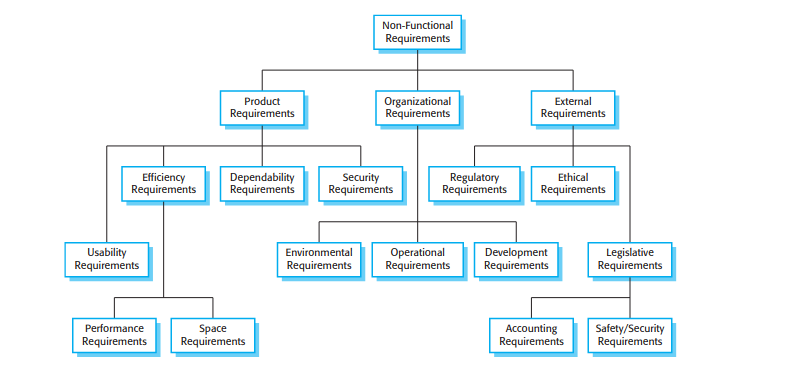 Non-Functional
Requirements
Product
Requirements
Organizational
Requirements
External
Requirements
Efficiency
Requirements
Dependability
Requirements
Security
Requirements
Regulatory
Requirements
Ethical
Requirements
Usability
Requirements
Environmental
Requirements
Operational
Requirements
Development
Requirements
Legislative
Requirements
Performance
Requirements
Space
Requirements
Accounting
Requirements
Safety/Security
Requirements